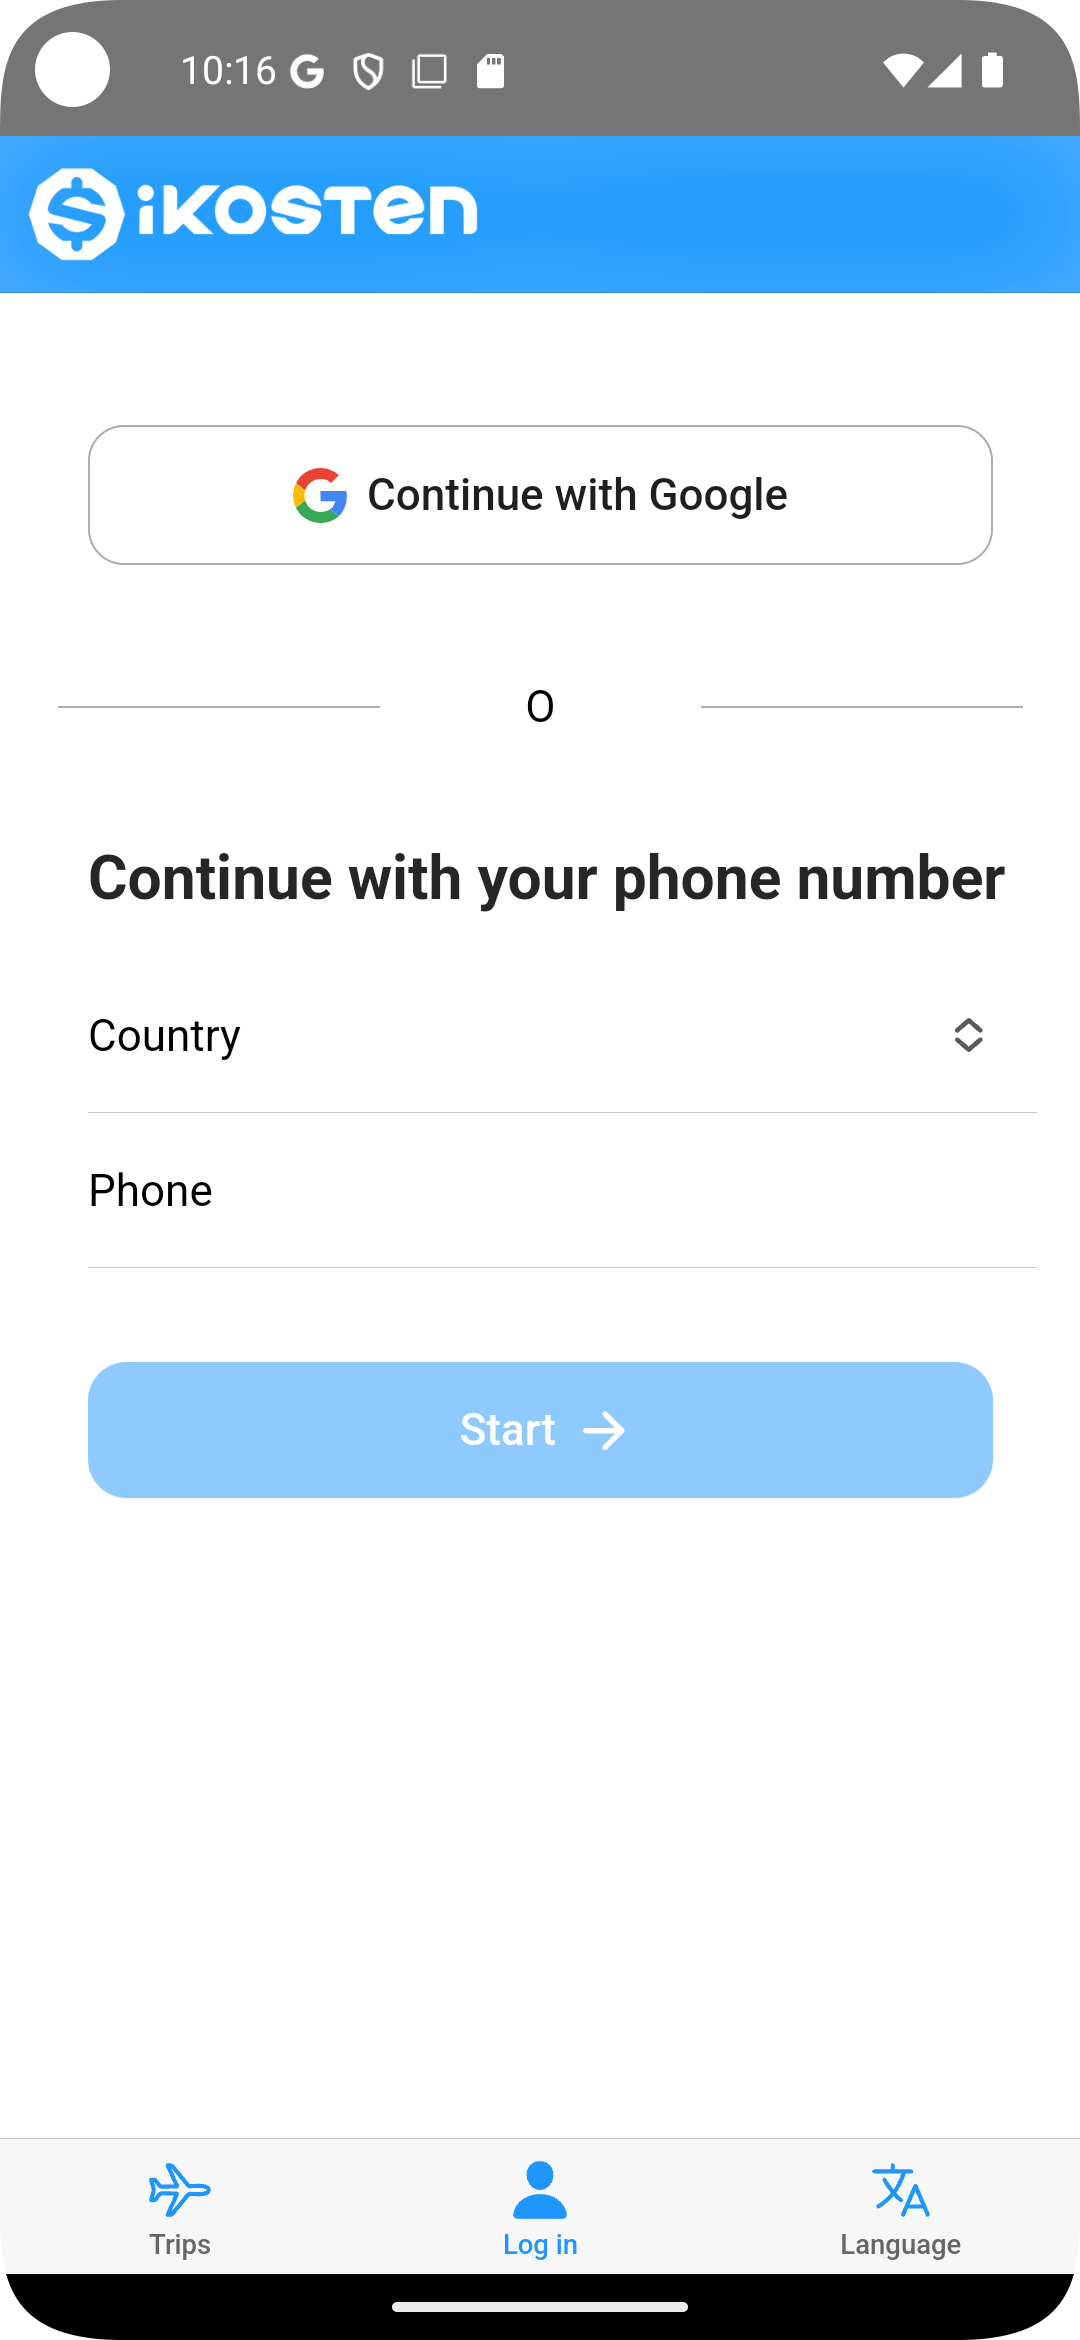 10:16
iKOSTEN
Continue with Google
O
Continue with your phone number
Country
Phone
Start
Trips
Log in
Language